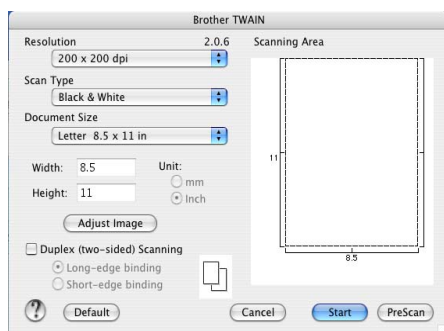 Brother TWAIN
Resolution 2.0.6
200 x 200 dpi
Scan Type
Black & White
Document Size
Letter 8.5 x 11 in
Width: 8.5
Height: 11
Unit:
mm
Inch
Adjust Image
Duplex (two-sided) Scanning
Long-edge binding
Short-edge binding
Scanning Area
11
8.5
? Default Cancel Start PreScan